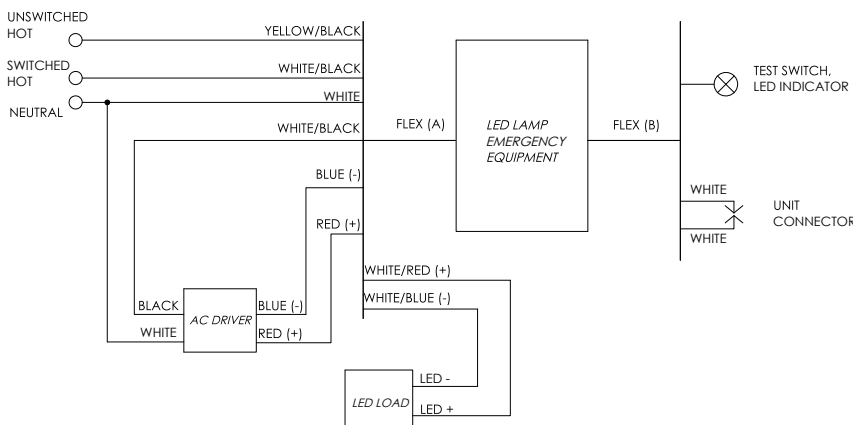 UNSWITCHED
HOT
YELLOW/BLACK
SWITCHED
HOT
WHITE/BLACK
NEUTRAL
WHITE
WHITE/BLACK
FLEX (A)
LED LAMP
EMERGENCY
EQUIPMENT
FLEX (B)
TEST SWITCH,
LED INDICATOR
BLUE (-)
WHITE
UNIT
CONNECTOR
WHITE
RED (+)
WHITE/RED (+)
WHITE/BLUE (-)
BLACK
AC DRIVER
BLUE (-)
WHITE
RED (+)
LED LOAD
LED -
LED +